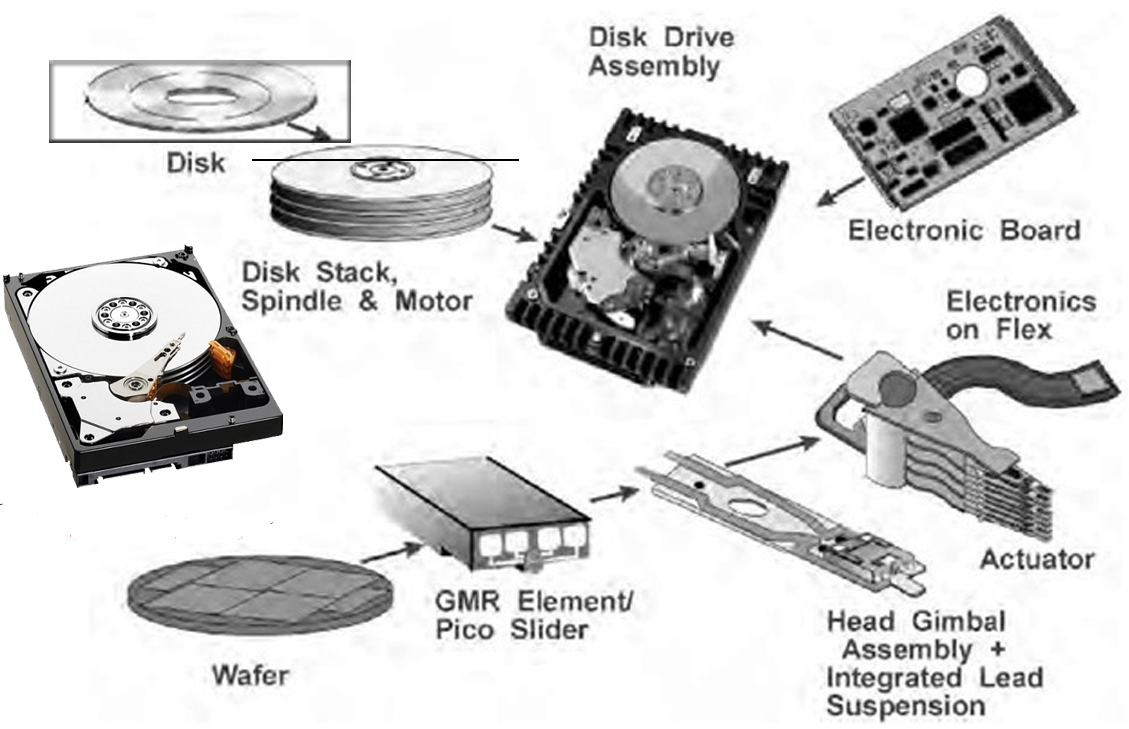 Disk Drive
Assembly
Disk
Electronic Board
Disk Stack,
Spindle & Motor
Electronics
on Flex
Actuator
GMR Element/
Pico Slider
Head Gimbal
Assembly +
Integrated Lead
Suspension
Wafer